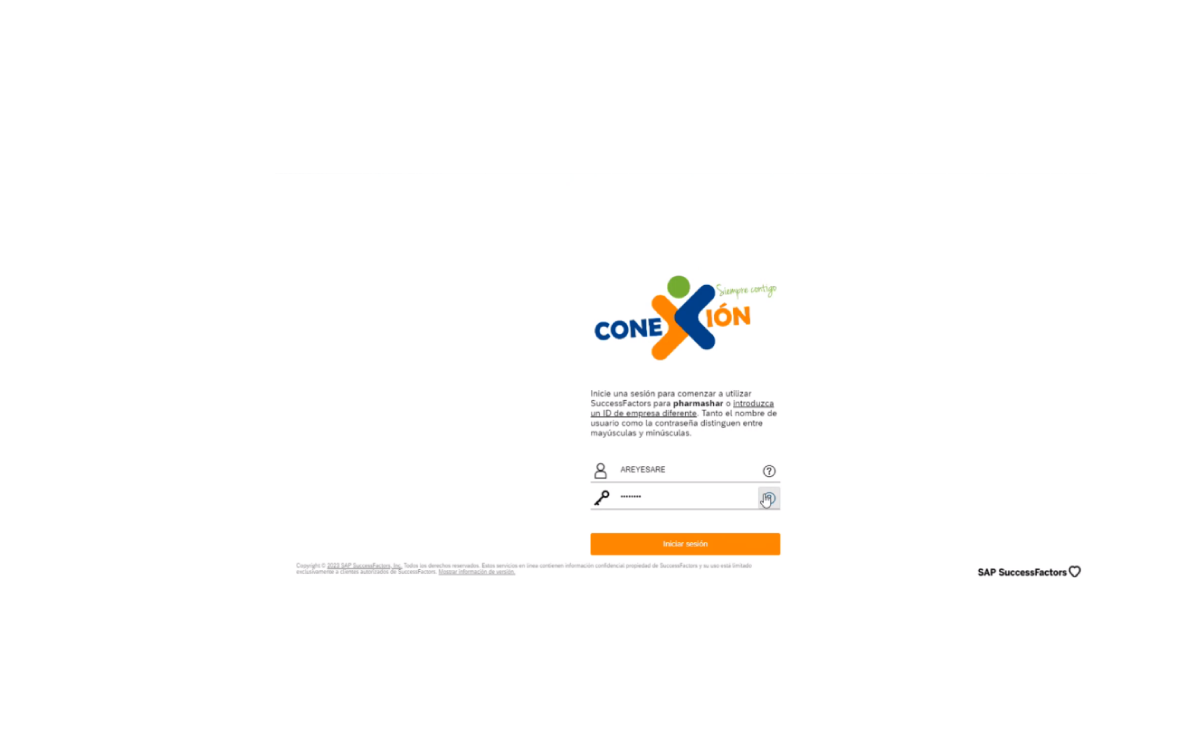 Siempre contigo
CONEXIÓN
Inicie una sesión para comenzar a utilizar
SuccessFactors para pharmashar o introduzca
un ID de empresa diferente. Tanto el nombre de
usuario como la contraseña distinguen entre
mayúsculas y minúsculas.
AREYESARE
••••••••
Iniciar sesión
Copyright © 2023 SAP SuccessFactors, Inc. Todos los derechos reservados. Estos servicios en línea contienen información confidencial propiedad de SuccessFactors y su uso está limitado
exclusivamente a clientes autorizados de SuccessFactors. Mostrar información de versión.
SAP SuccessFactors